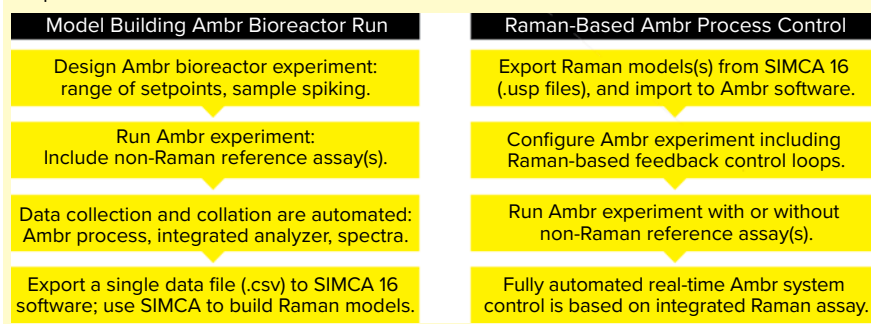 Model Building Ambr Bioreactor Run
Design Ambr bioreactor experiment:
range of setpoints, sample spiking.
Run Ambr experiment:
Include non-Raman reference assay(s).
Data collection and collation are automated:
Ambr process, integrated analyzer, spectra.
Export a single data file (.csv) to SIMCA 16
software; use SIMCA to build Raman models.
Raman-Based Ambr Process Control
Export Raman models(s) from SIMCA 16
(.usp files), and import to Ambr software.
Configure Ambr experiment including
Raman-based feedback control loops.
Run Ambr experiment with or without
non-Raman reference assay(s).
Fully automated real-time Ambr system
control is based on integrated Raman assay.